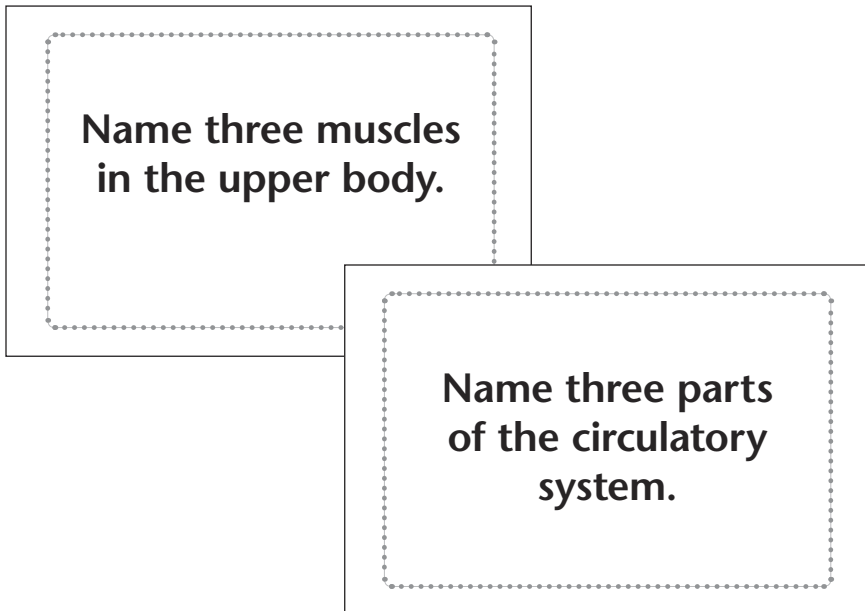 Name three muscles
in the upper body.
Name three parts
of the circulatory
system.